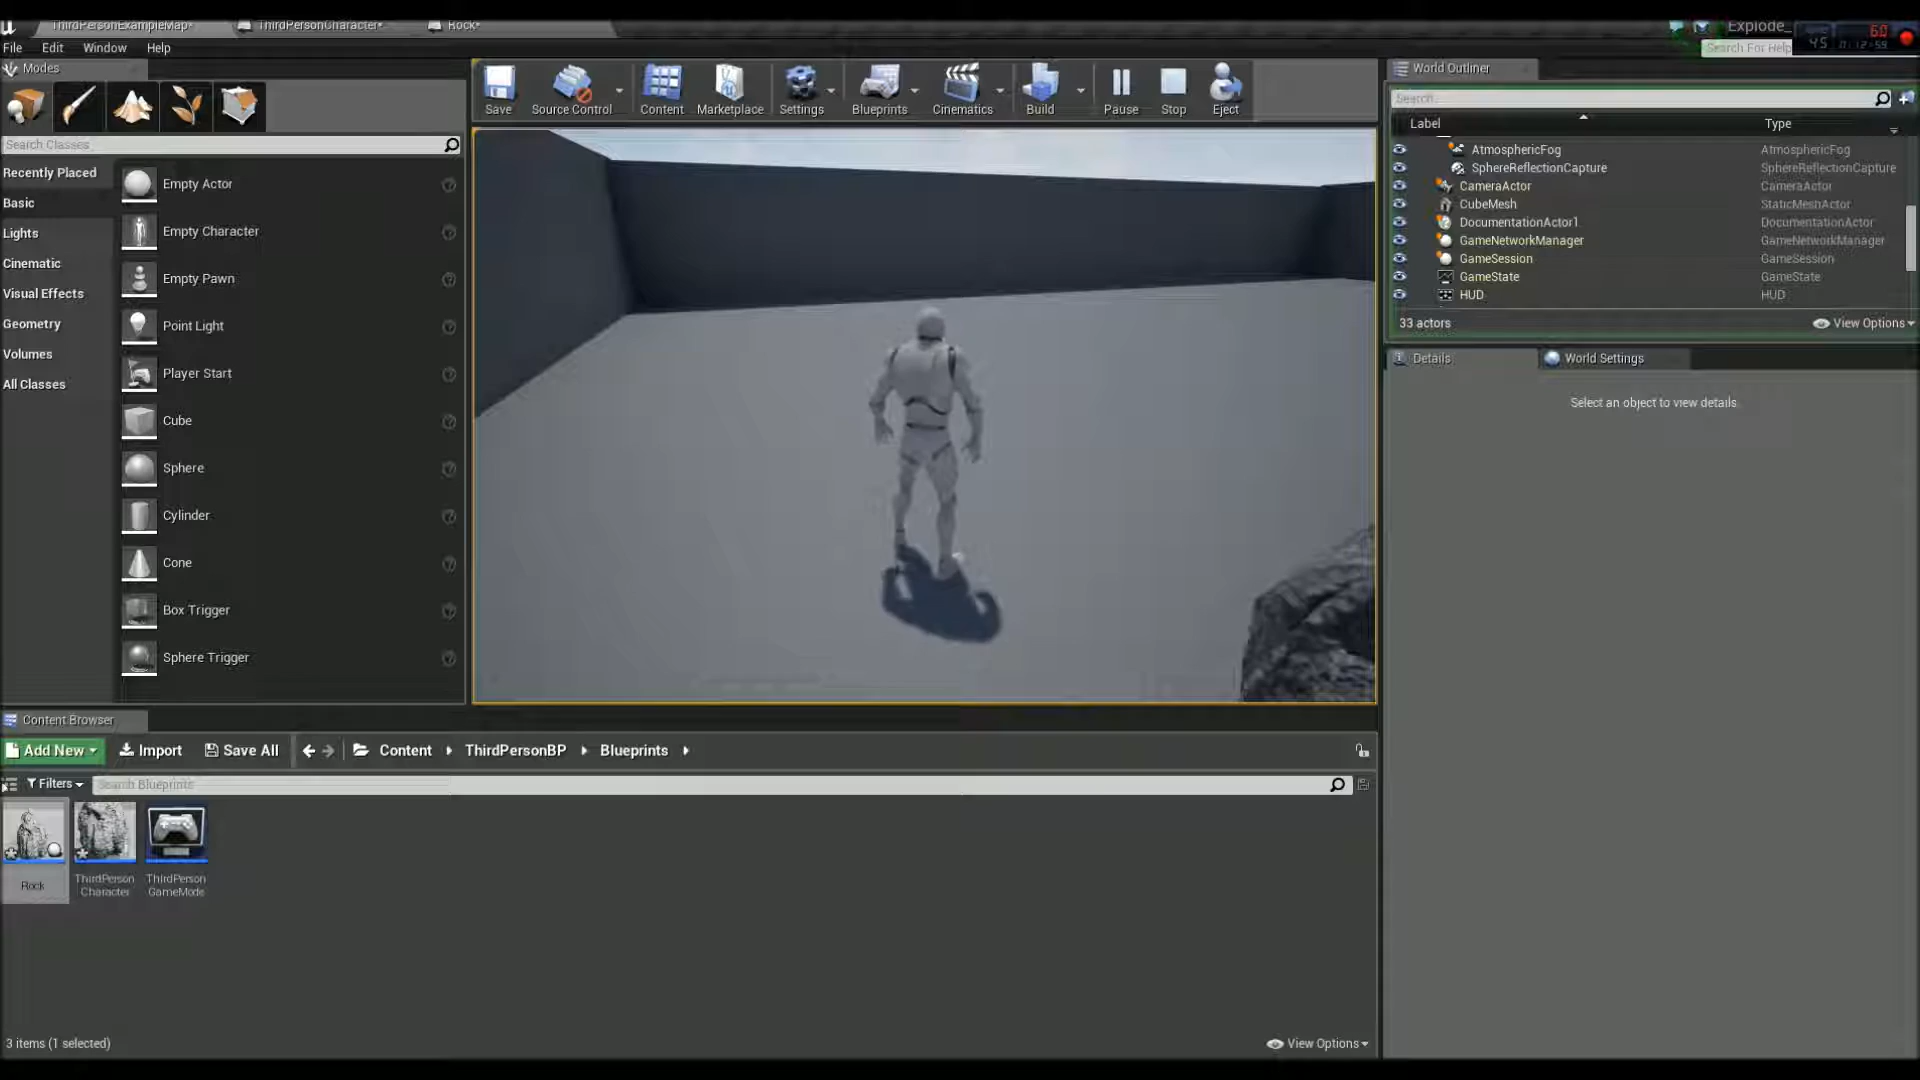 ThirdPersonExampleMap*
ThirdPersonCharacter*
Rock*
Explode_
File
Edit
Window
Help
Search For Help
45
60
Modes
Save
Source Control
Content
Marketplace
Settings
Blueprints
Cinematics
Build
Pause
Stop
Eject
World Outliner
Search...
Label
Type
AtmosphericFog
AtmosphericFog
SphereReflectionCapture
SphereReflectionCapture
CameraActor
CameraActor
CubeMesh
StaticMeshActor
DocumentationActor1
DocumentationActor
GameNetworkManager
GameNetworkManager
GameSession
GameSession
GameState
GameState
HUD
HUD
33 actors
View Options
Details
World Settings
Select an object to view details.
Search Classes
Recently Placed
Basic
Lights
Cinematic
Visual Effects
Geometry
Volumes
All Classes
Empty Actor
Empty Character
Empty Pawn
Point Light
Player Start
Cube
Sphere
Cylinder
Cone
Box Trigger
Sphere Trigger
Content Browser
Add New
Import
Save All
Content
ThirdPersonBP
Blueprints
Filters
Search Blueprints
Rock
ThirdPerson
Character
ThirdPerson
GameMode
3 items (1 selected)
View Options